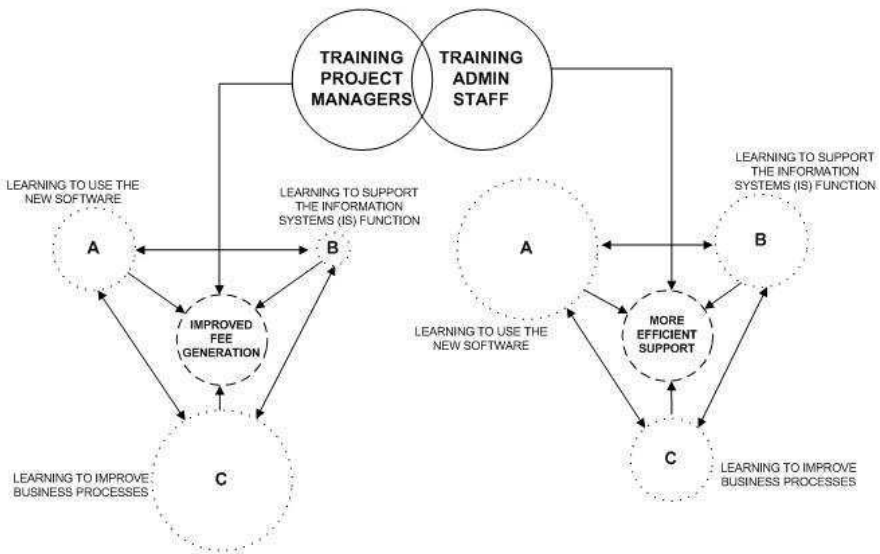 TRAINING
PROJECT
MANAGERS
TRAINING
ADMIN
STAFF
LEARNING TO USE THE
NEW SOFTWARE
LEARNING TO SUPPORT
THE INFORMATION
SYSTEMS (IS) FUNCTION
A
B
IMPROVED
FEE
GENERATION
C
LEARNING TO IMPROVE
BUSINESS PROCESSES
LEARNING TO SUPPORT
THE INFORMATION
SYSTEMS (IS) FUNCTION
A
B
LEARNING TO USE THE
NEW SOFTWARE
MORE
EFFICIENT
SUPPORT
C
LEARNING TO IMPROVE
BUSINESS PROCESSES